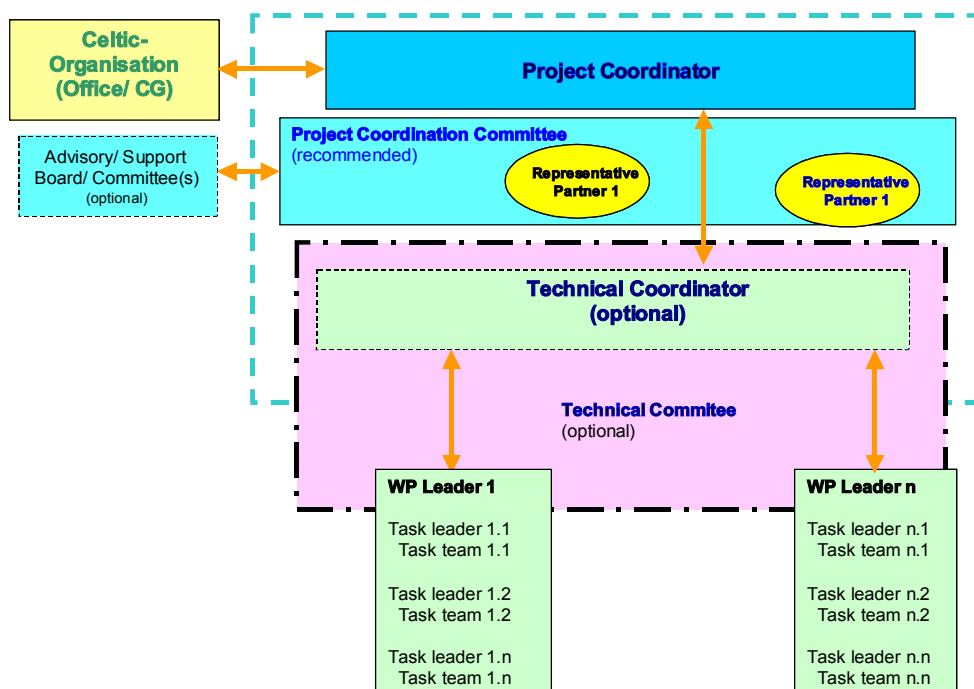 Celtic-
Organisation
(Office/ CG)
Project Coordinator
Project Coordination Committee
(recommended)
Advisory/ Support
Board/ Committee(s)
(optional)
Representative
Partner 1
Representative
Partner 1
Technical Coordinator
(optional)
Technical Commitee
(optional)
WP Leader 1
Task leader 1.1
Task team 1.1
Task leader 1.2
Task team 1.2
Task leader 1.n
Task team 1.n
WP Leader n
Task leader n.1
Task team n.1
Task leader n.2
Task team n.2
Task leader n.n
Task team n.n